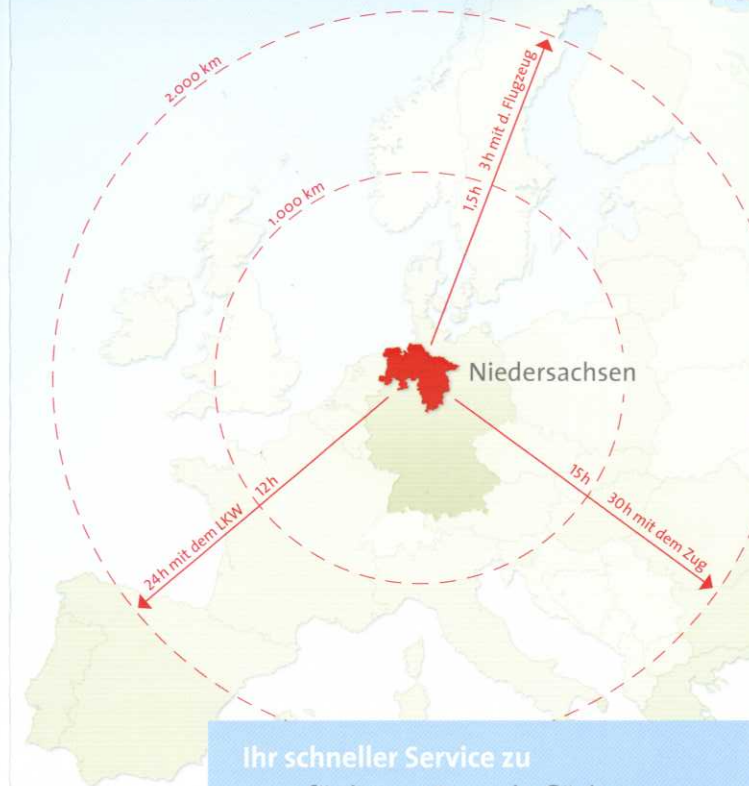 2.000 km
1.000 km
1,5h
3h mit d. Flugzeug
Niedersachsen
12h
24h mit dem LKW
15h
30h mit dem Zug
Ihr schneller Service zu